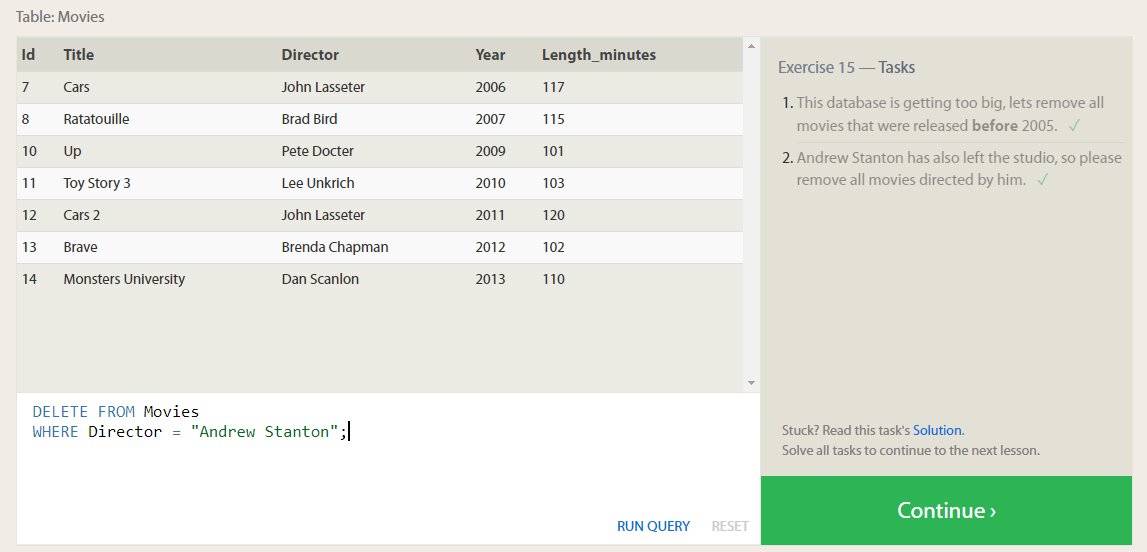 Table: Movies
Id Title Director Year Length_minutes
7 Cars John Lasseter 2006 117
8 Ratatouille Brad Bird 2007 115
10 Up Pete Docter 2009 101
11 Toy Story 3 Lee Unkrich 2010 103
12 Cars 2 John Lasseter 2011 120
13 Brave Brenda Chapman 2012 102
14 Monsters University Dan Scanlon 2013 110
DELETE FROM Movies
WHERE Director = "Andrew Stanton";
RUN QUERY RESET
Exercise 15 — Tasks
1. This database is getting too big, lets remove all
movies that were released before 2005. ✓
2. Andrew Stanton has also left the studio, so please
remove all movies directed by him. ✓
Stuck? Read this task's Solution.
Solve all tasks to continue to the next lesson.
Continue ›